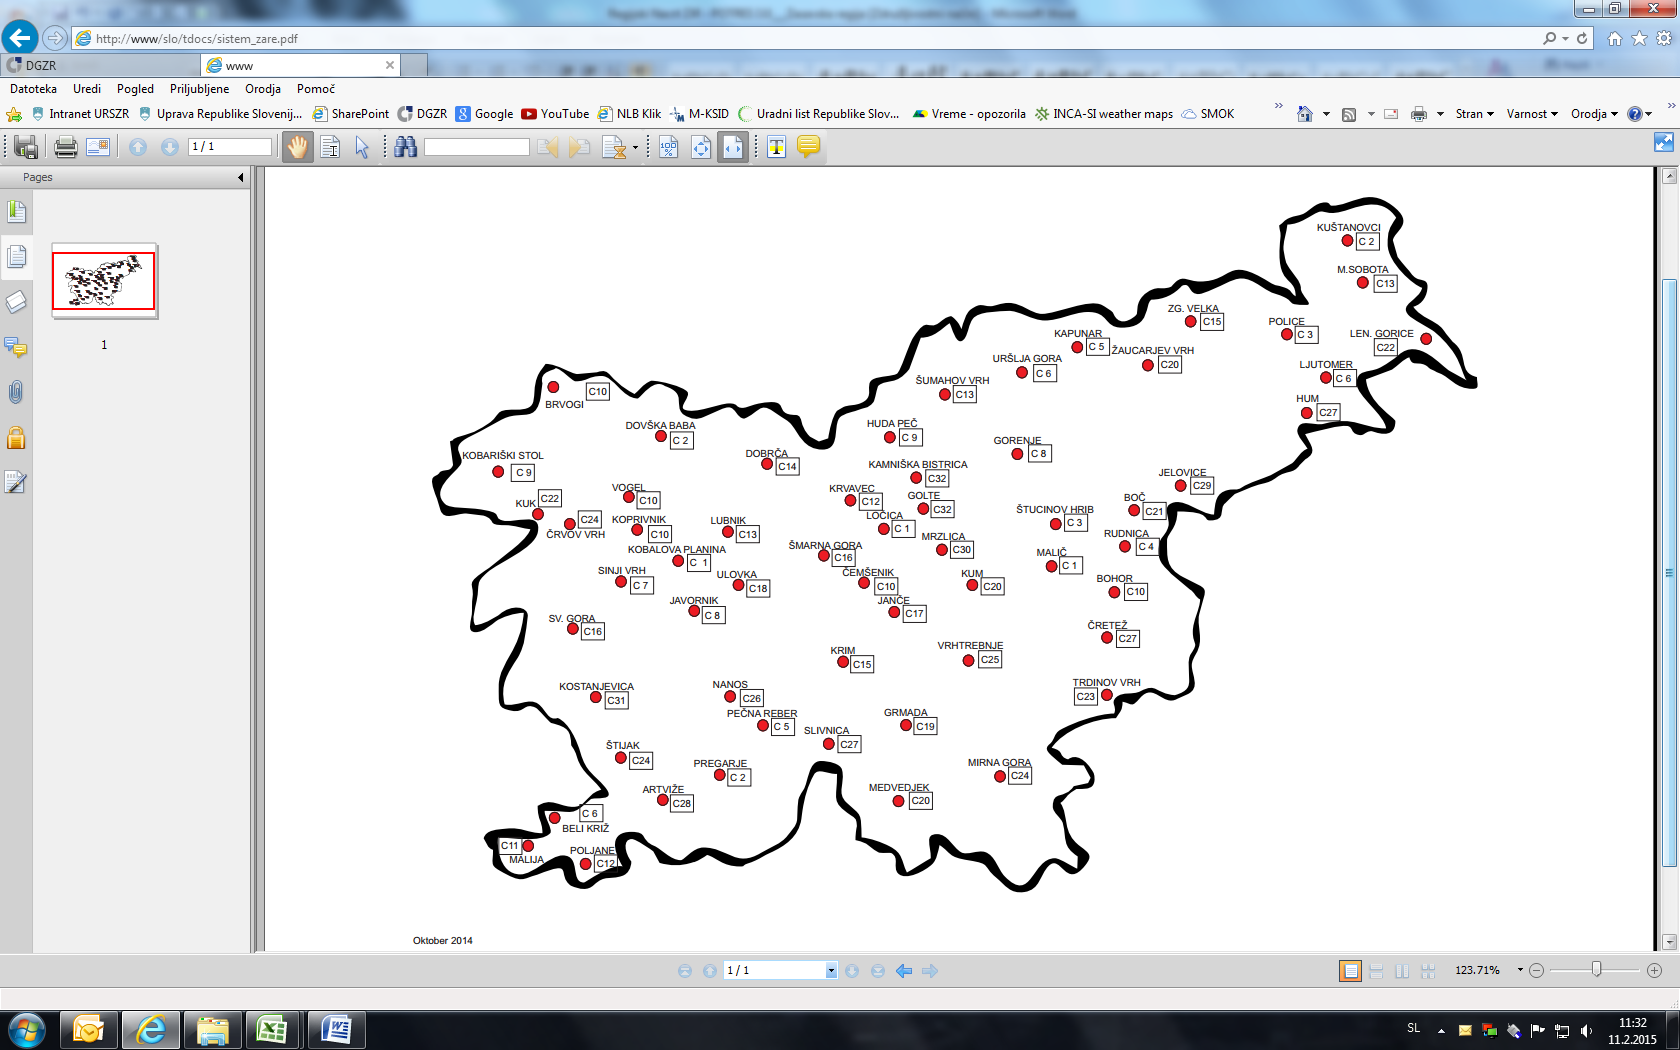 http://www/slo/tdocs/sistem_zare.pdf
DGZR
www
Datoteka Uredi Pogled Priljubljene Orodja Pomoč
Intranet URSZR Uprava Republike Slovenij... SharePoint DGZR Google YouTube NLB Klik M-KSID Uradni list Republike Slov... Vreme - opozorila INCA-SI weather maps SMOK Stran Varnost Orodja
1 / 1
Pages
1
KUŠTANOVCI
C 2
M.SOBOTA
C13
ZG. VELKA
C15
POLICE
C 3
LEN. GORICE
C22
KAPUNAR
C 5
ŽAUCARJEV VRH
C20
URŠLJA GORA
C 6
LJUTOMER
C 6
ŠUMAHOV VRH
C13
BRVOGI
C10
HUM
C27
DOVŠKA BABA
C 2
HUDA PEČ
C 9
GORENJE
C 8
KOBARIŠKI STOL
C 9
DOBRČA
C14
KAMNIŠKA BISTRICA
C32
JELOVICE
C29
KUK
C22
VOGEL
C10
KRVAVEC
C12
GOLTE
C32
BOČ
C21
C24
ČRVOV VRH
KOPRIVNIK
C10
LUBNIK
C13
LOČICA
C 1
ŠTUCINOV HRIB
C 3
MRZLICA
C30
RUDNICA
C 4
KOBALOVA PLANINA
C 1
ŠMARNA GORA
C16
MALIČ
C 1
SINJI VRH
C 7
ULOVKA
C18
ČEMŠENIK
C10
KUM
C20
BOHOR
C10
JAVORNIK
C 8
JANČE
C17
SV. GORA
C16
ČRETEŽ
C27
KRIM
C15
VRHTREBNJE
C25
KOSTANJEVICA
C31
NANOS
C26
TRDINOV VRH
C23
PEČNA REBER
C 5
GRMADA
C19
SLIVNICA
C27
ŠTIJAK
C24
PREGARJE
C 2
MIRNA GORA
C24
ARTVIŽE
C28
MEDVEDJEK
C20
C 6
BELI KRIŽ
C11
MALIJA
POLJANE
C12
Oktober 2014
1 / 1
123.71%
SL
11:32
11.2.2015